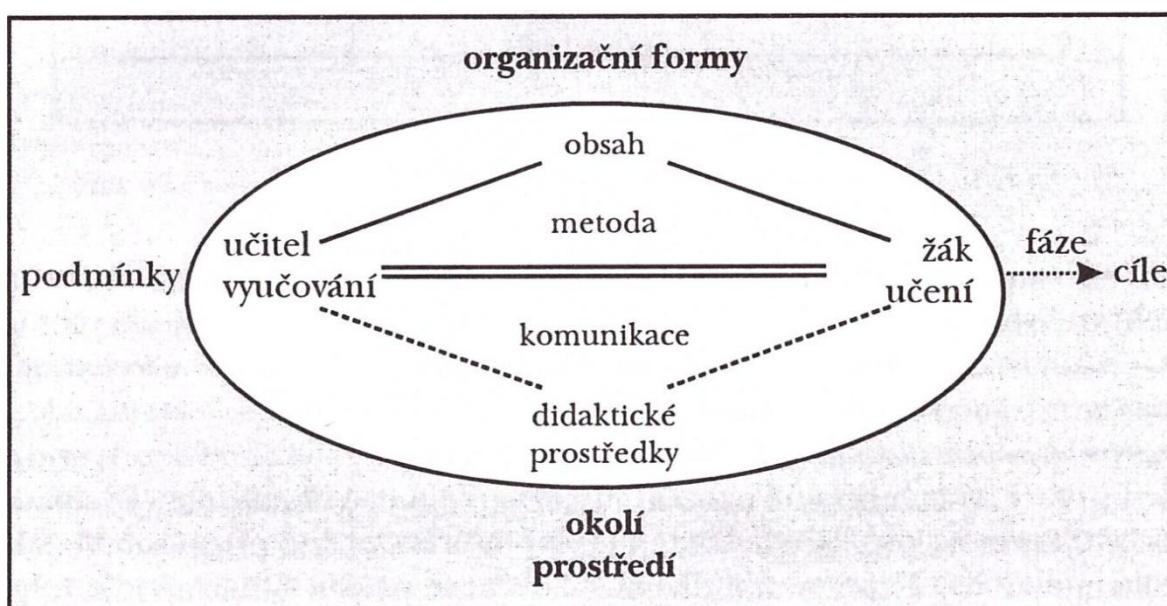 organizační formy
obsah
metoda
učitel
vyučování
žák
učení
fáze
podmínky
cíle
komunikace
didaktické
prostředky
okolí
prostředí